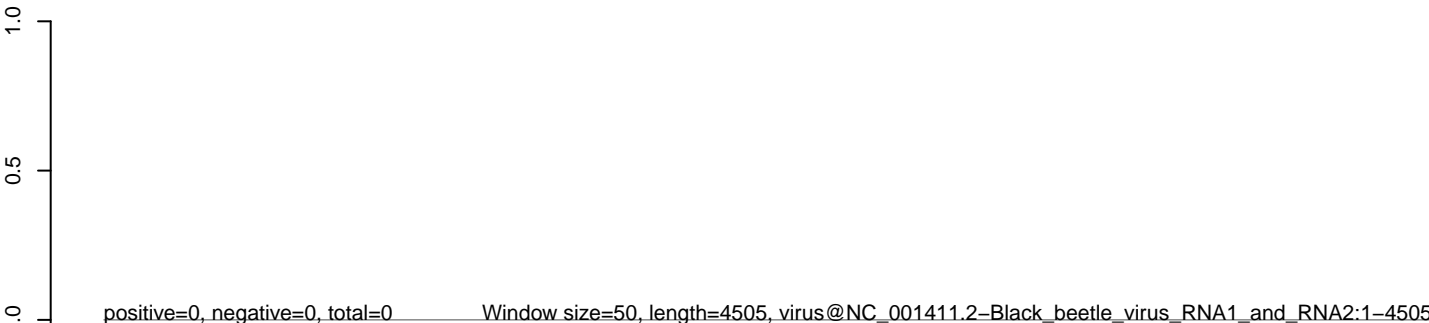 1.0
0.5
.0
positive=0, negative=0, total=0
Window size=50, length=4505, virus@NC_001411.2−Black_beetle_virus_RNA1_and_RNA2:1−4505